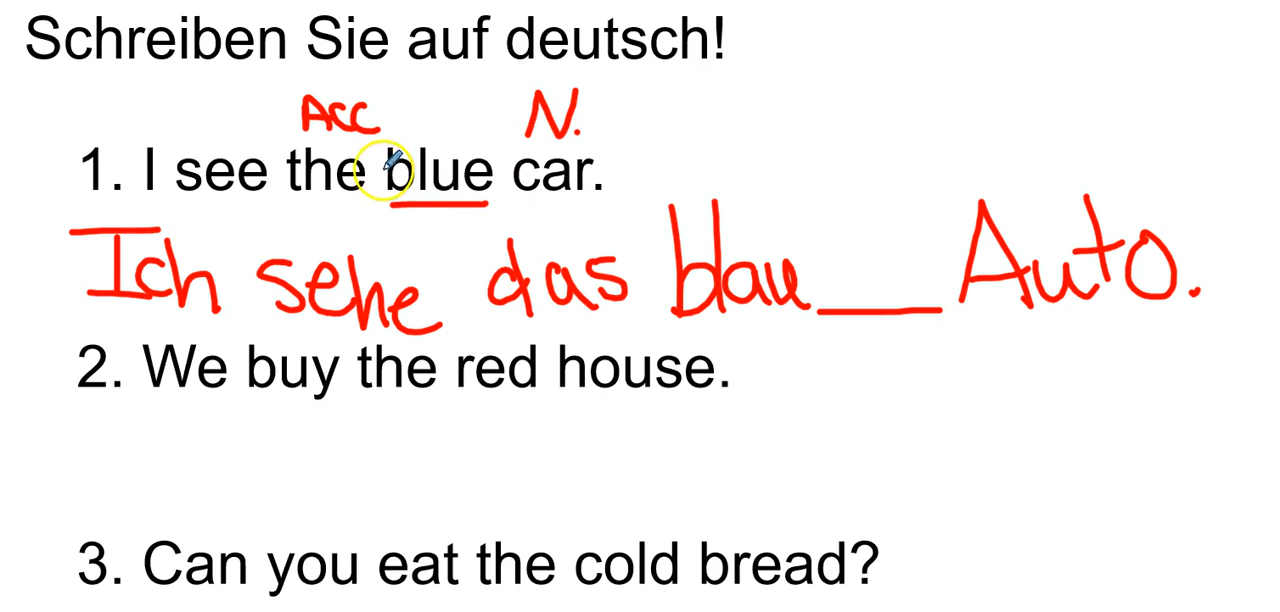 Schreiben Sie auf deutsch!
Acc N.
1. I see the blue car.
Ich sehe das blau__ Auto.
2. We buy the red house.
3. Can you eat the cold bread?